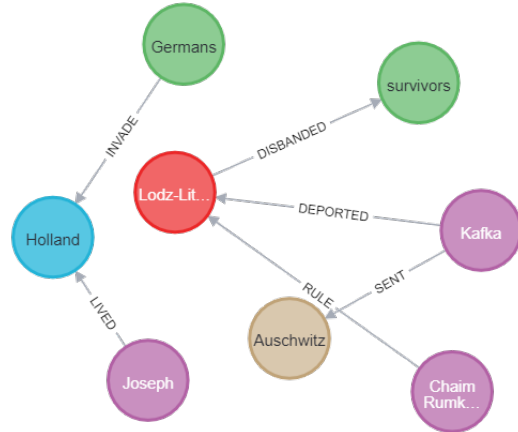 Germans
survivors
INVADE
DISBANDED
Lodz-Lit...
DEPORTED
Holland
Kafka
SENT
RULE
LIVED
Auschwitz
Joseph
Chaim
Rumk...